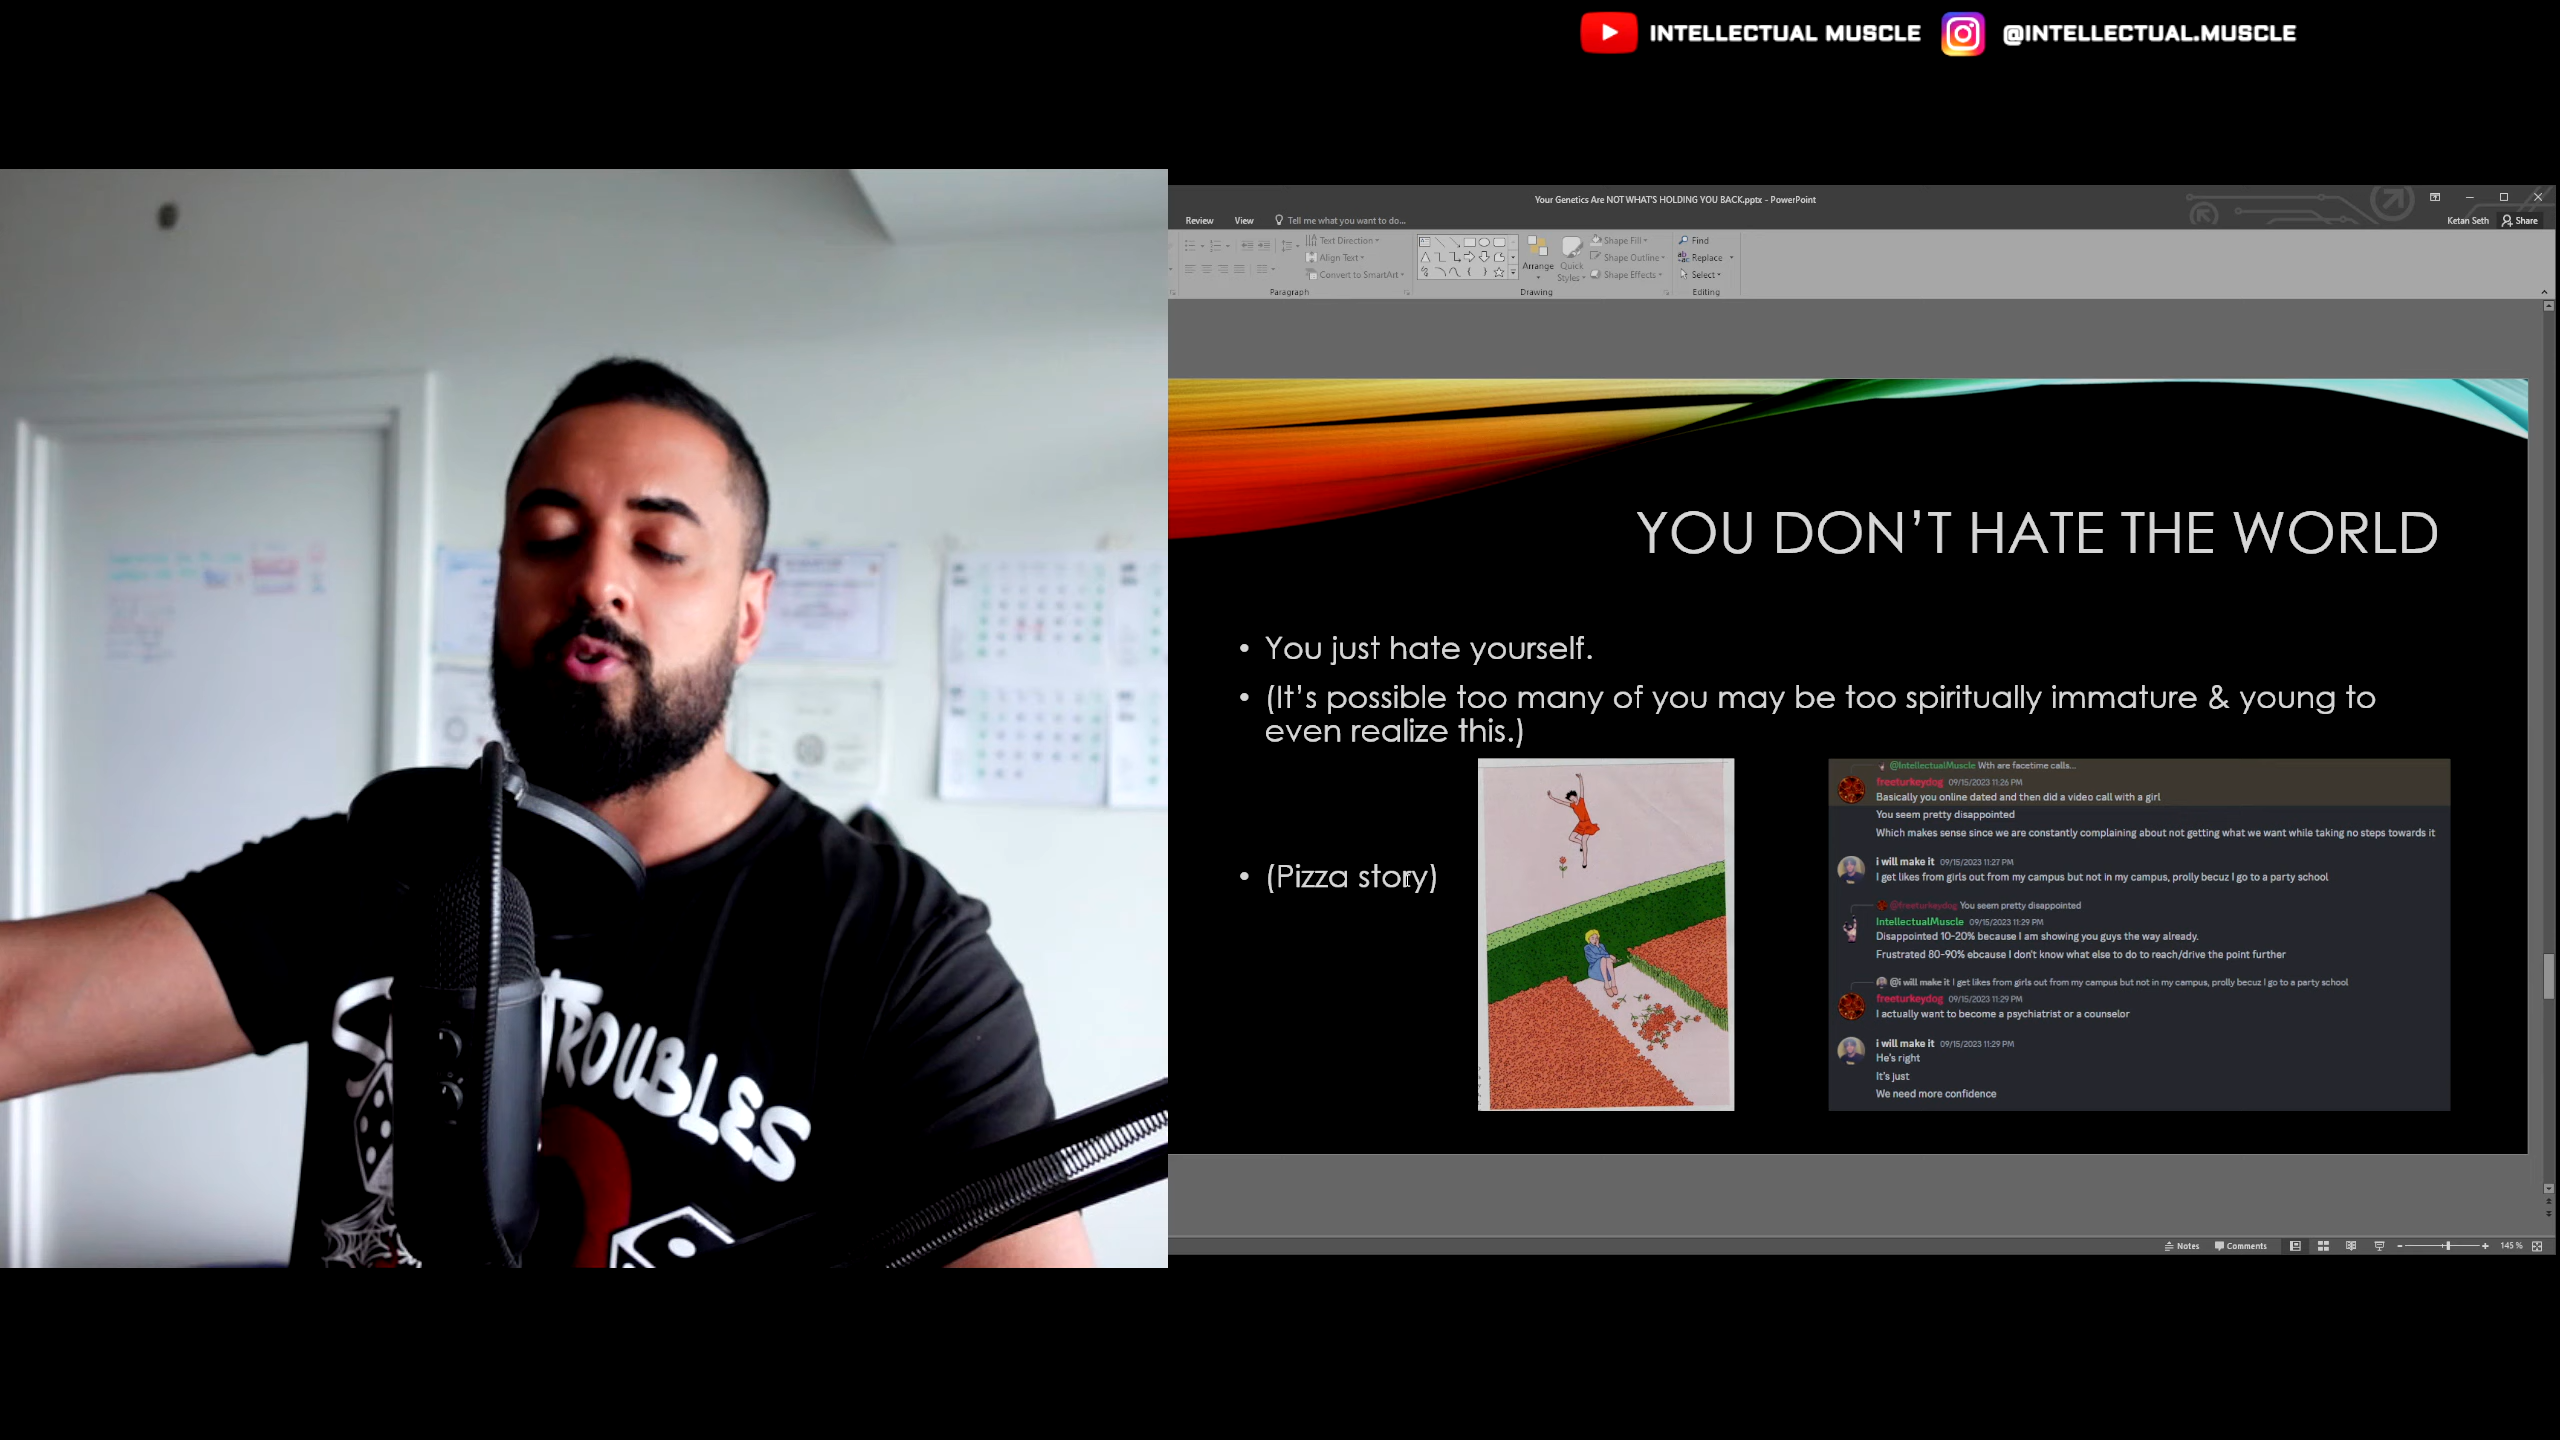 INTELLECTUAL MUSCLE @INTELLECTUAL.MUSCLE
Your Genetics Are NOT WHAT'S HOLDING YOU BACK.pptx - PowerPoint
Review View Tell me what you want to do...
Ketan Seth Share
Text Direction
Align Text
Convert to SmartArt
Paragraph
Arrange
Quick Styles
Shape Fill
Shape Outline
Shape Effects
Drawing
Find
Replace
Select
Editing
YOU DON'T HATE THE WORLD
• You just hate yourself.
• (It's possible too many of you may be too spiritually immature & young to
even realize this.)
• (Pizza story)
@IntellectualMuscle Wth are facetime calls...
freeturkeydog 09/15/2023 11:26 PM
Basically you online dated and then did a video call with a girl
You seem pretty disappointed
Which makes sense since we are constantly complaining about not getting what we want while taking no steps towards it
i will make it 09/15/2023 11:27 PM
I get likes from girls out from my campus but not in my campus, prolly becuz I go to a party school
@freeturkeydog You seem pretty disappointed
IntellectualMuscle 09/15/2023 11:29 PM
Disappointed 10-20% because I am showing you guys the way already.
Frustrated 80-90% ebcause I don't know what else to do to reach/drive the point further
@i will make it I get likes from girls out from my campus but not in my campus, prolly becuz I go to a party school
freeturkeydog 09/15/2023 11:29 PM
I actually want to become a psychiatrist or a counselor
i will make it 09/15/2023 11:29 PM
He's right
It's just
We need more confidence
TROUBLES
Notes Comments 145 %